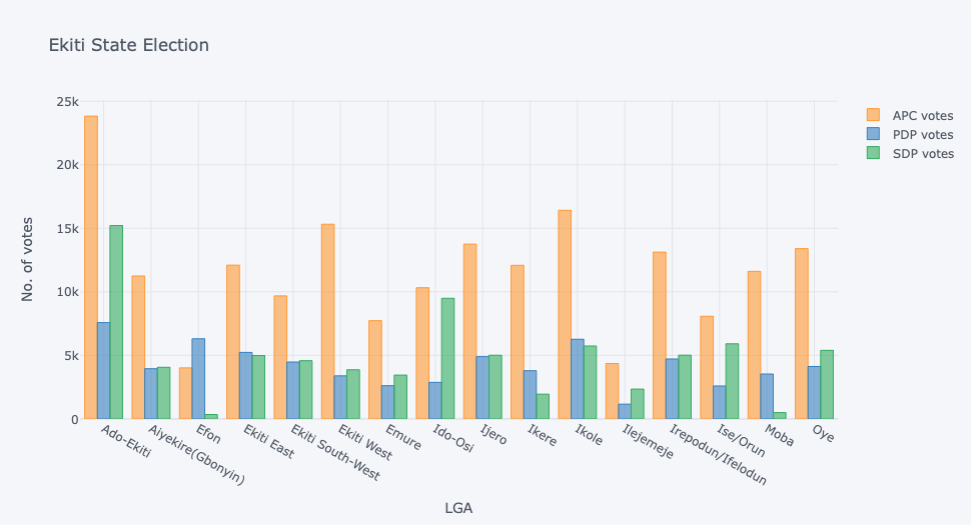 Ekiti State Election
25k
20k
15k
10k
5k
0
No. of votes
APC votes
PDP votes
SDP votes
Ado-Ekiti
Aiyekire(Gbonyin)
Efon
Ekiti East
Ekiti South-West
Ekiti West
Emure
Ido-Osi
Ijero
Ikere
Ikole
Ilejemeje
Irepodun/Ifelodun
Ise/Orun
Moba
Oye
LGA